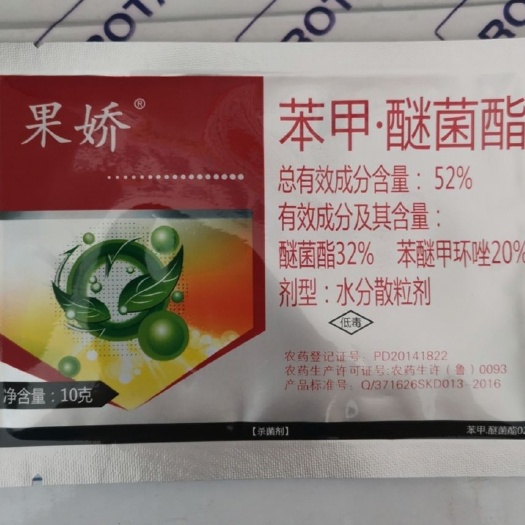 果娇®
苯甲·醚菌酯
总有效成分含量： 52%
有效成分及其含量：
醚菌酯32% 苯醚甲环唑20%
剂型：水分散粒剂
低毒
农药登记证号：PD20141822
农药生产许可证号:农药生许（鲁）0093
产品标准号：Q/371626SKD013-2016
净含量：10克
【杀菌剂】
苯甲.醚菌酯02